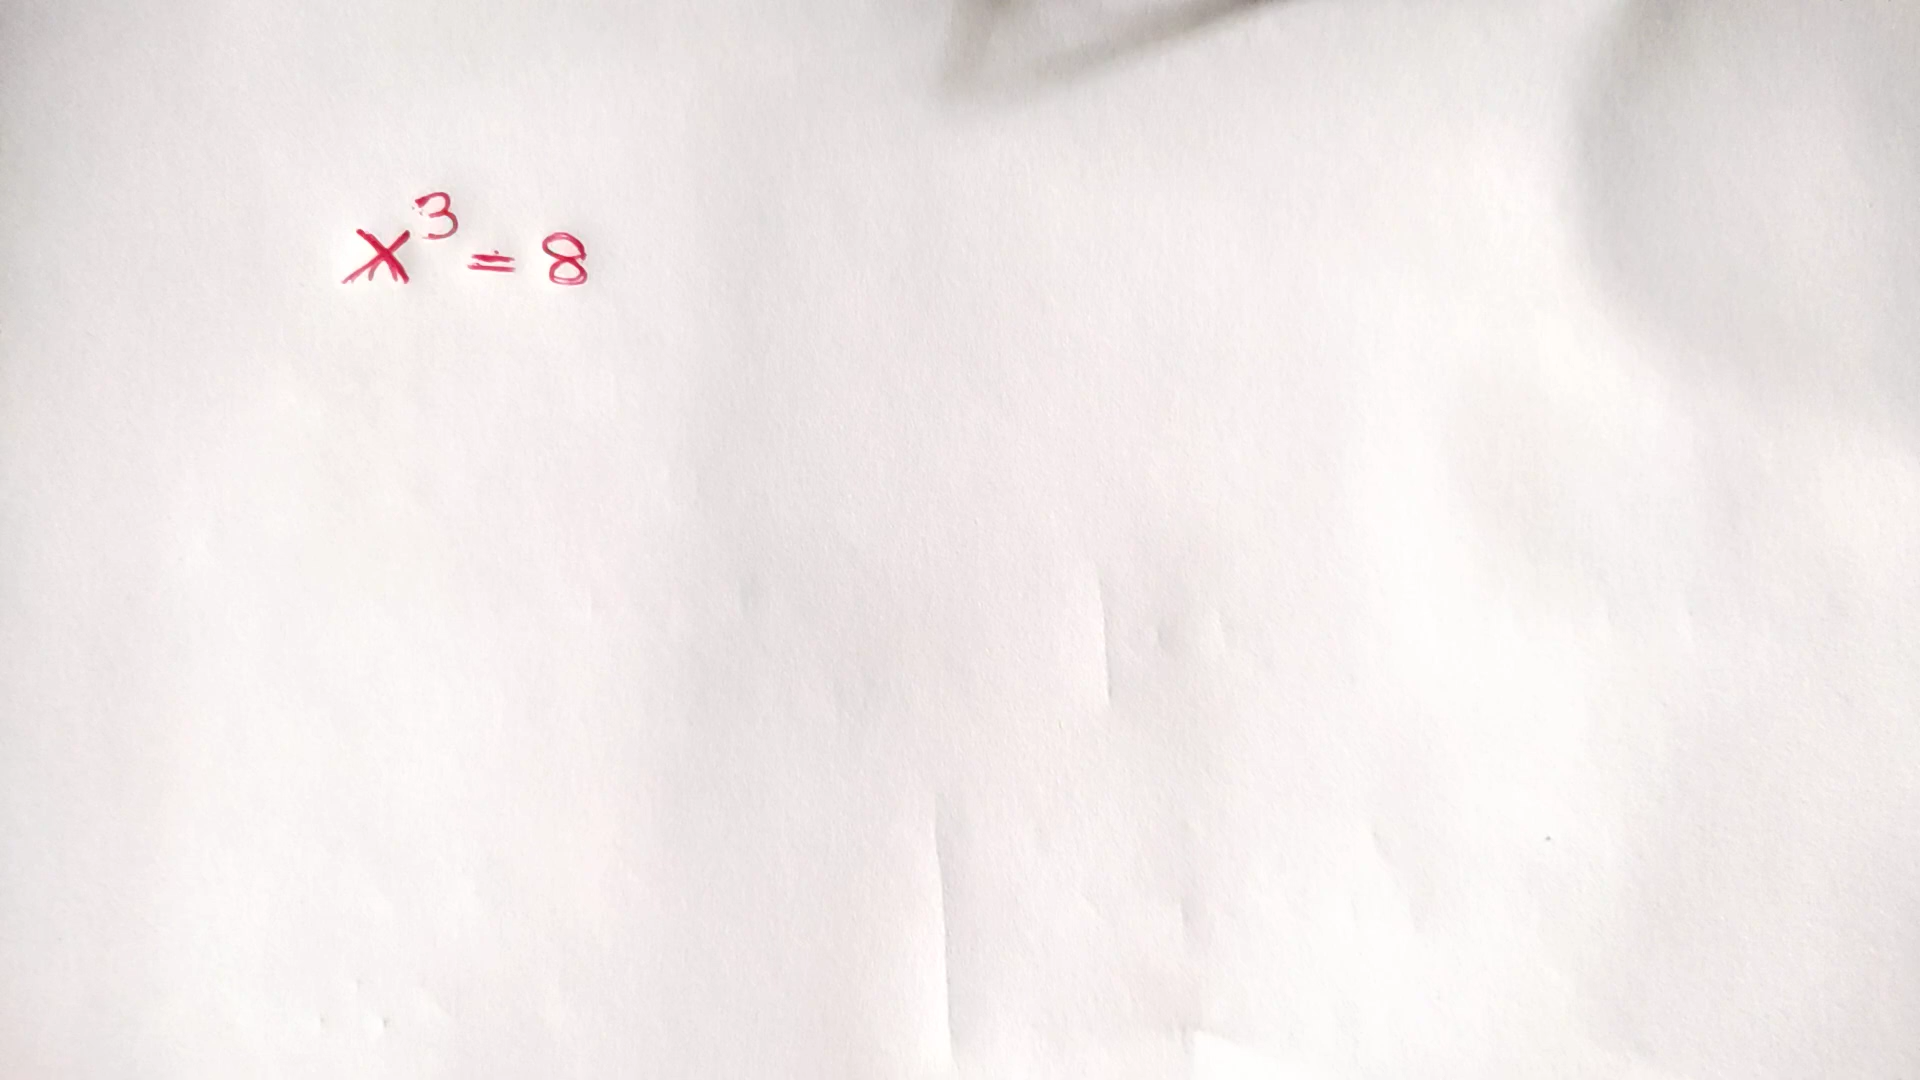 x³ = 8